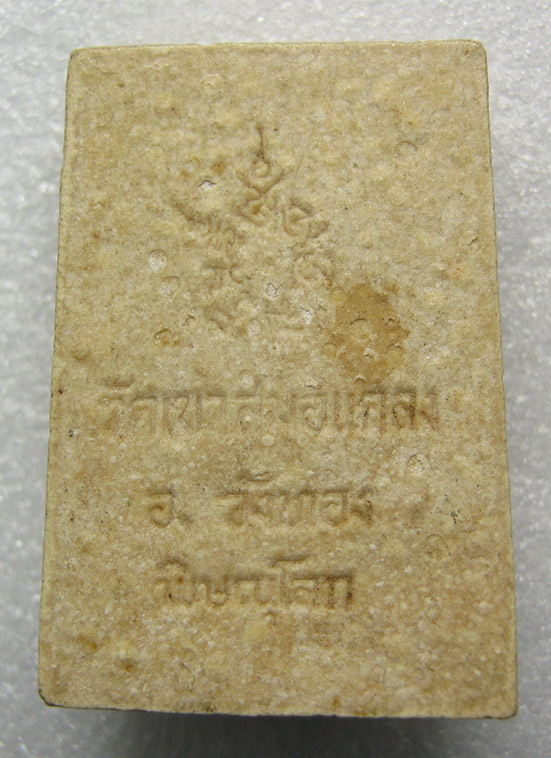 วัดเขาสมอแคลง
อ. วังทอง
พิษณุโลก